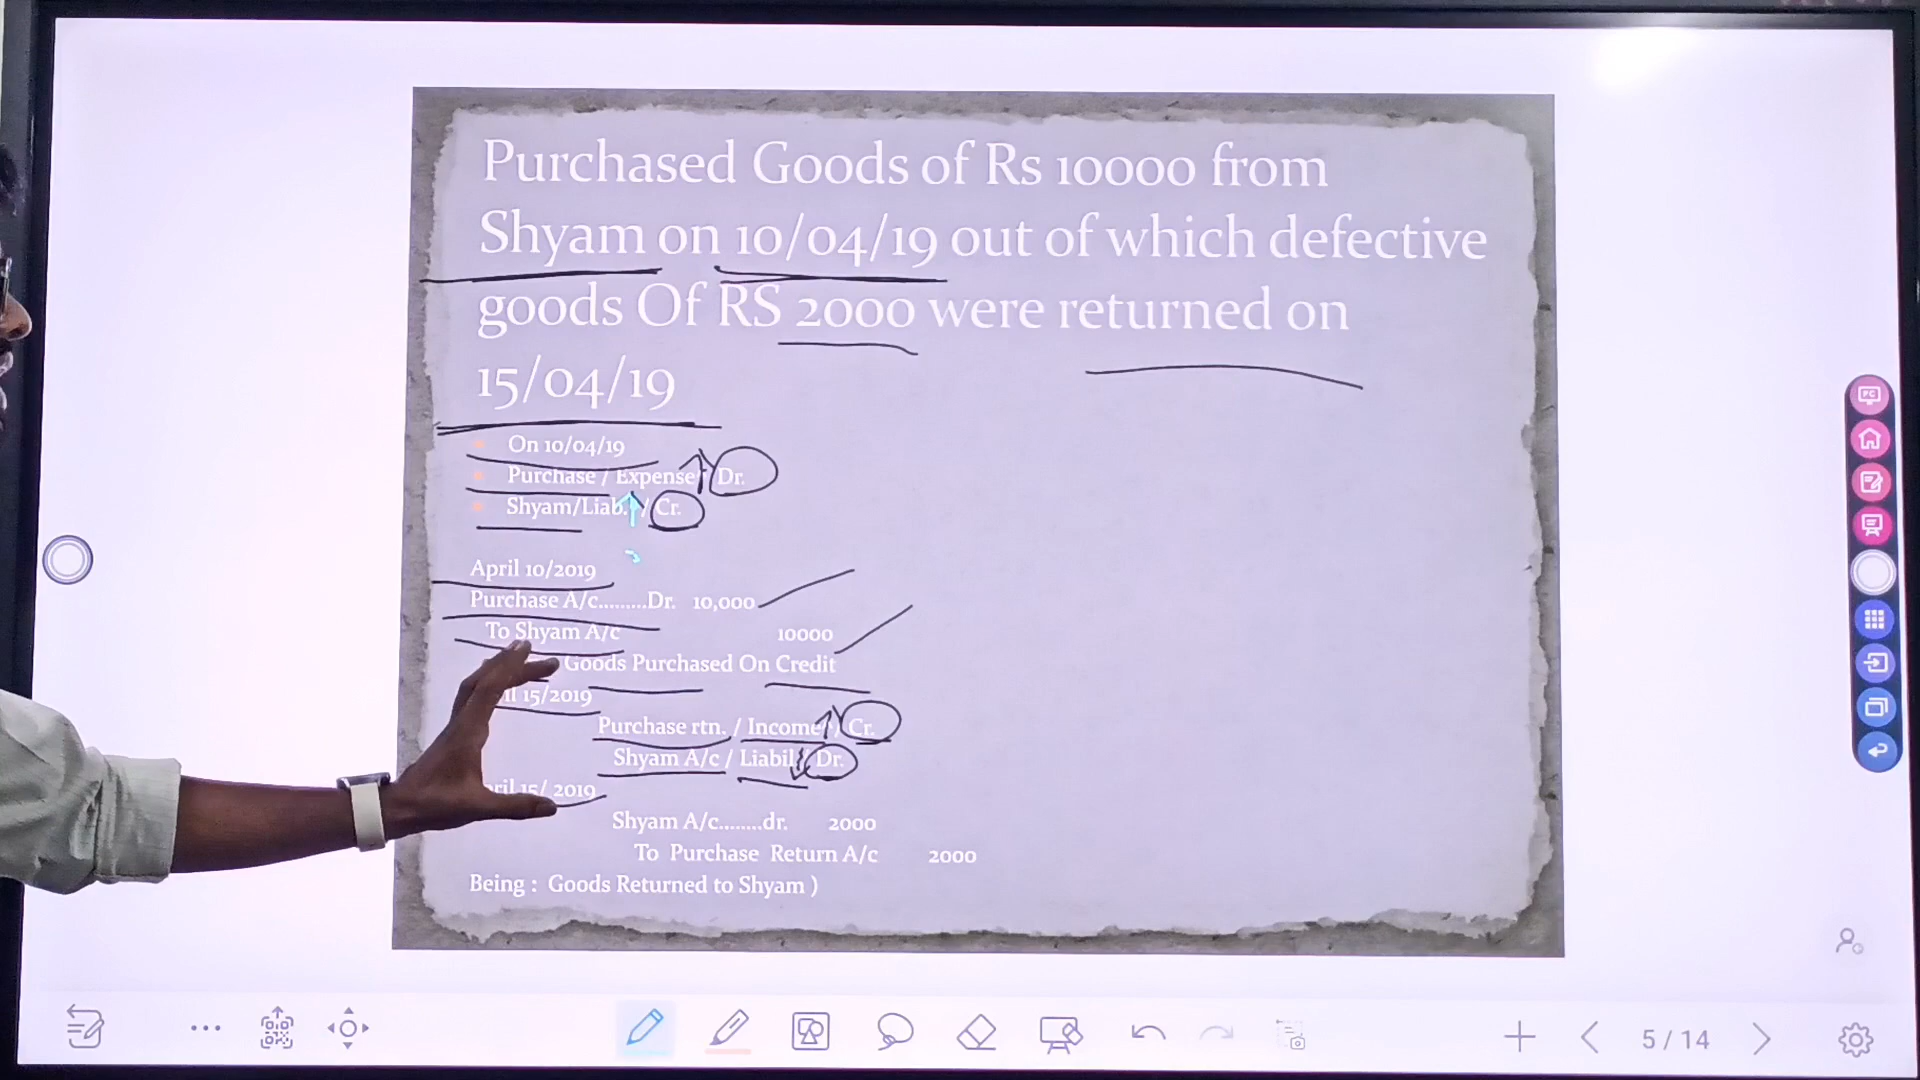 Purchased Goods of Rs 10000 from
Shyam on 10/04/19 out of which defective
goods Of RS 2000 were returned on
15/04/19
On 10/04/19
Purchase / Expense / Dr.
Shyam/Liab. / Cr.
April 10/2019
Purchase A/c.........Dr. 10,000
To Shyam A/c 10000
Goods Purchased On Credit
15/2019
Purchase rtn. / Income / Cr.
Shyam A/c / Liabil / Dr.
15/ 2019
Shyam A/c........dr. 2000
To Purchase Return A/c 2000
Being : Goods Returned to Shyam )
5 / 14